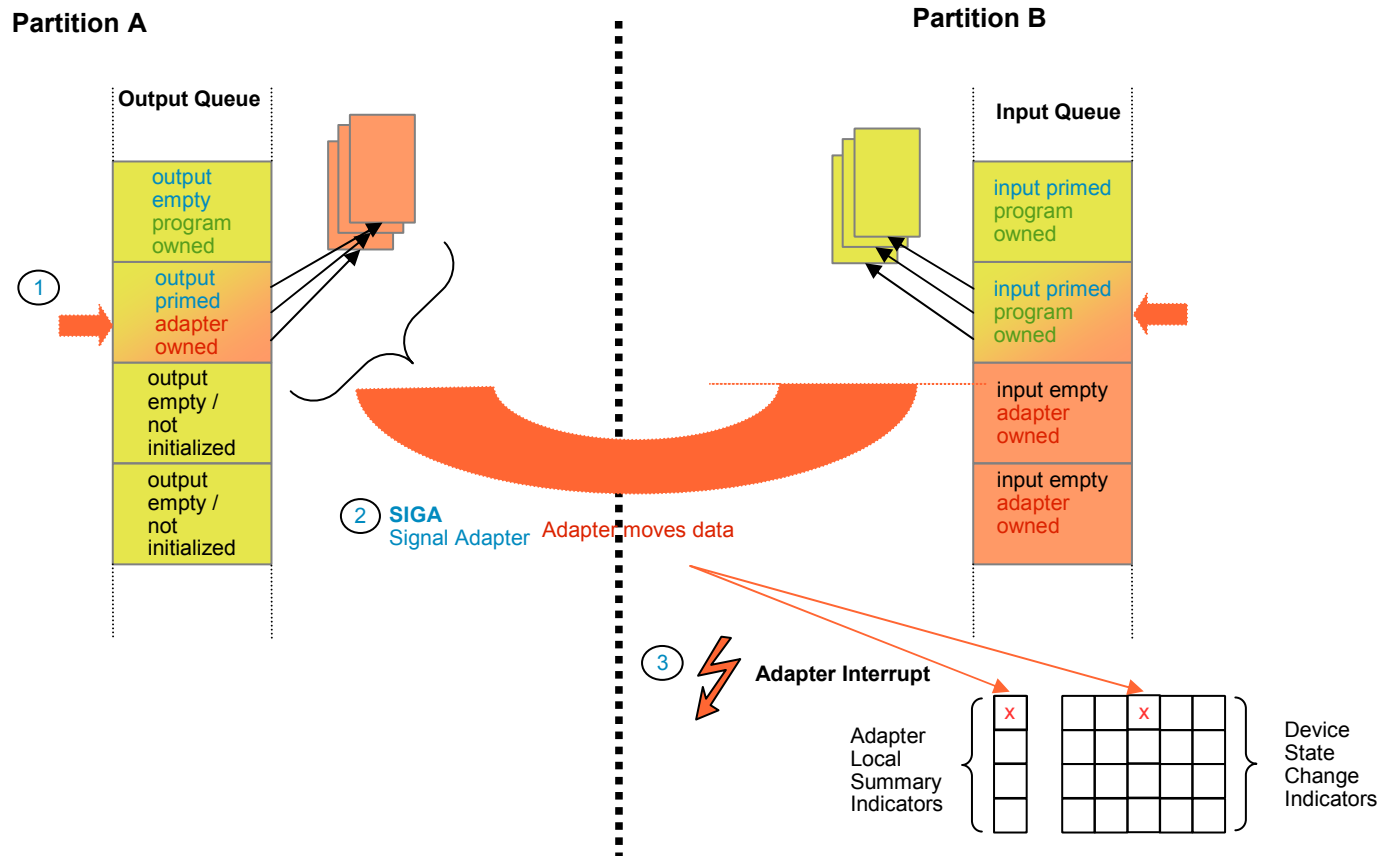 Partition A
Partition B
Output Queue
Input Queue
output
empty
program
owned
1
output
primed
adapter
owned
output
empty /
not
initialized
output
empty /
not
initialized
input primed
program
owned
input primed
program
owned
input empty
adapter
owned
input empty
adapter
owned
2
SIGA
Signal Adapter
Adapter moves data
3
Adapter Interrupt
x
x
Adapter
Local
Summary
Indicators
Device
State
Change
Indicators